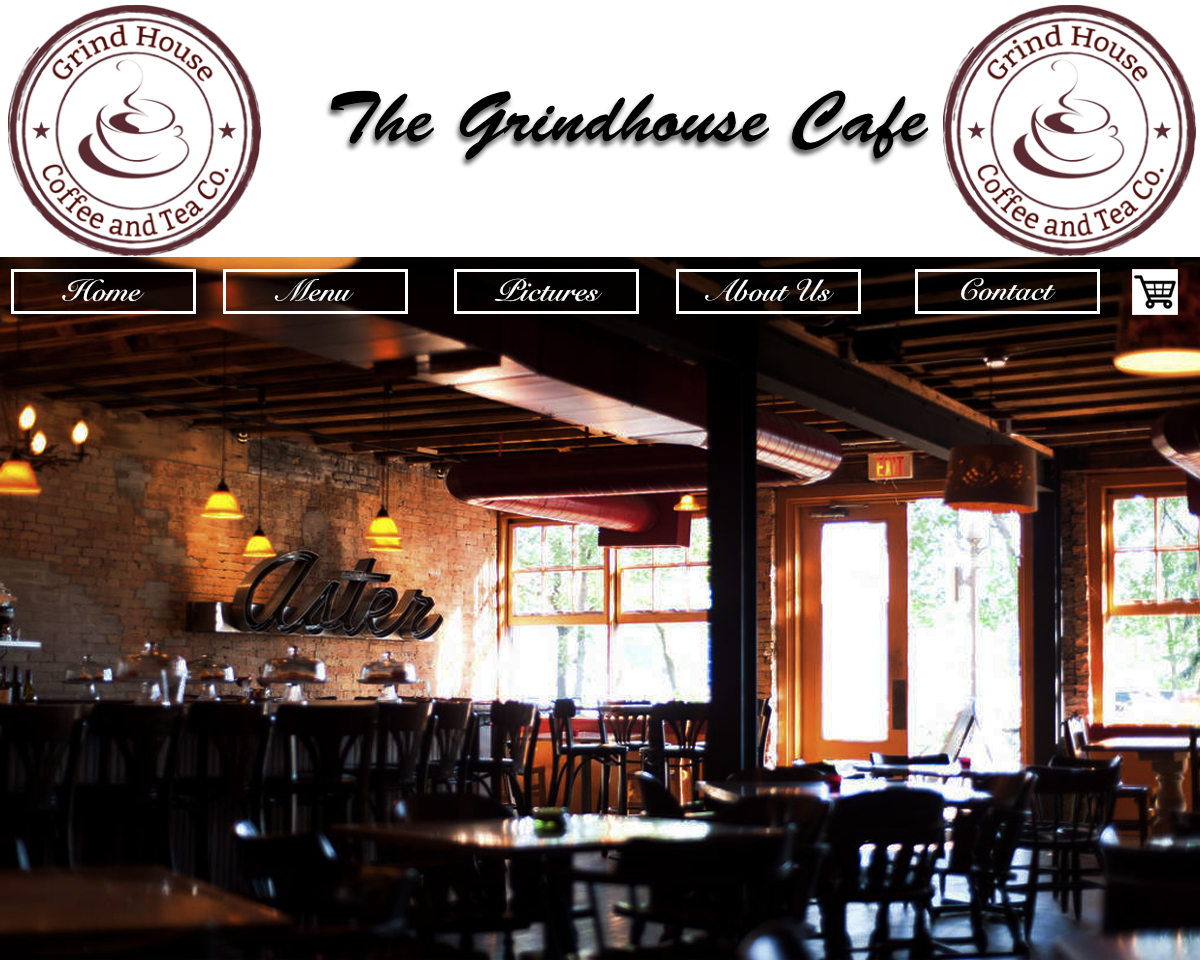 Grind House
Coffee and Tea Co.
The Grindhouse Cafe
Grind House
Coffee and Tea Co.
Home
Menu
Pictures
About Us
Contact
EXIT
Aster